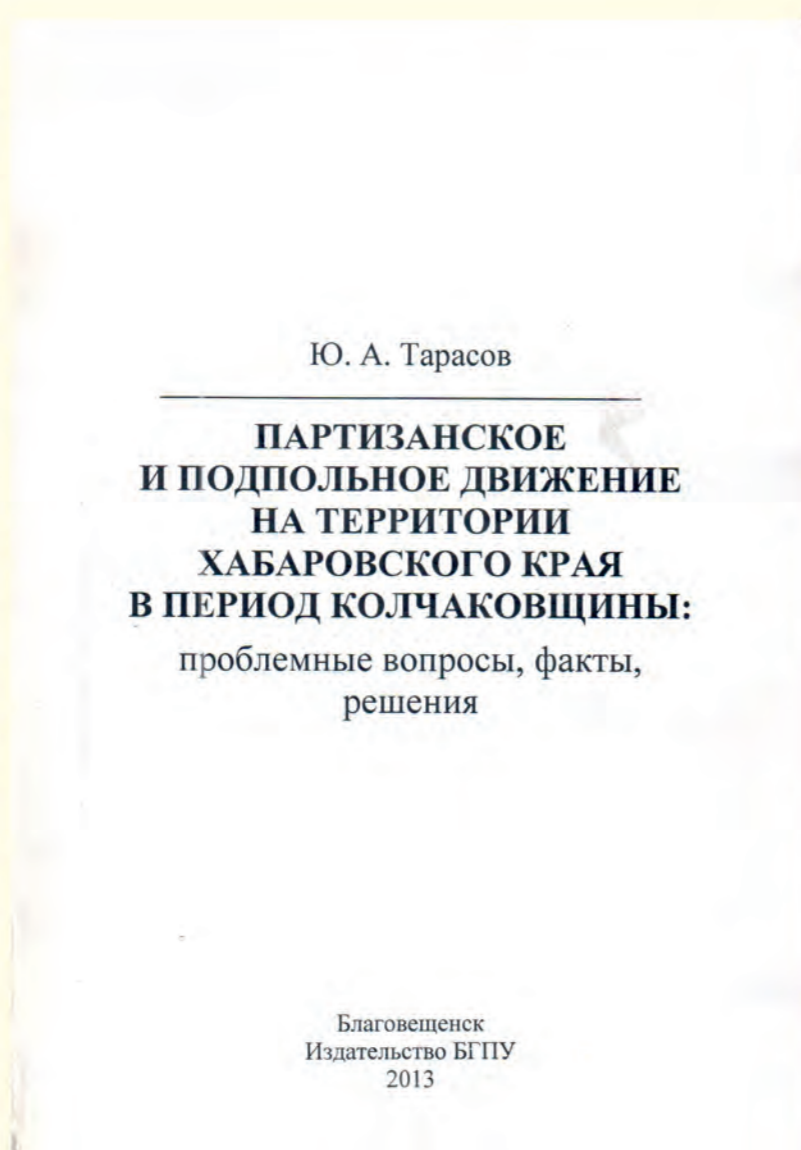 Ю. А. Тарасов
ПАРТИЗАНСКОЕ
И ПОДПОЛЬНОЕ ДВИЖЕНИЕ
НА ТЕРРИТОРИИ
ХАБАРОВСКОГО КРАЯ
В ПЕРИОД КОЛЧАКОВЩИНЫ:
проблемные вопросы, факты,
решения
Благовещенск
Издательство БГПУ
2013